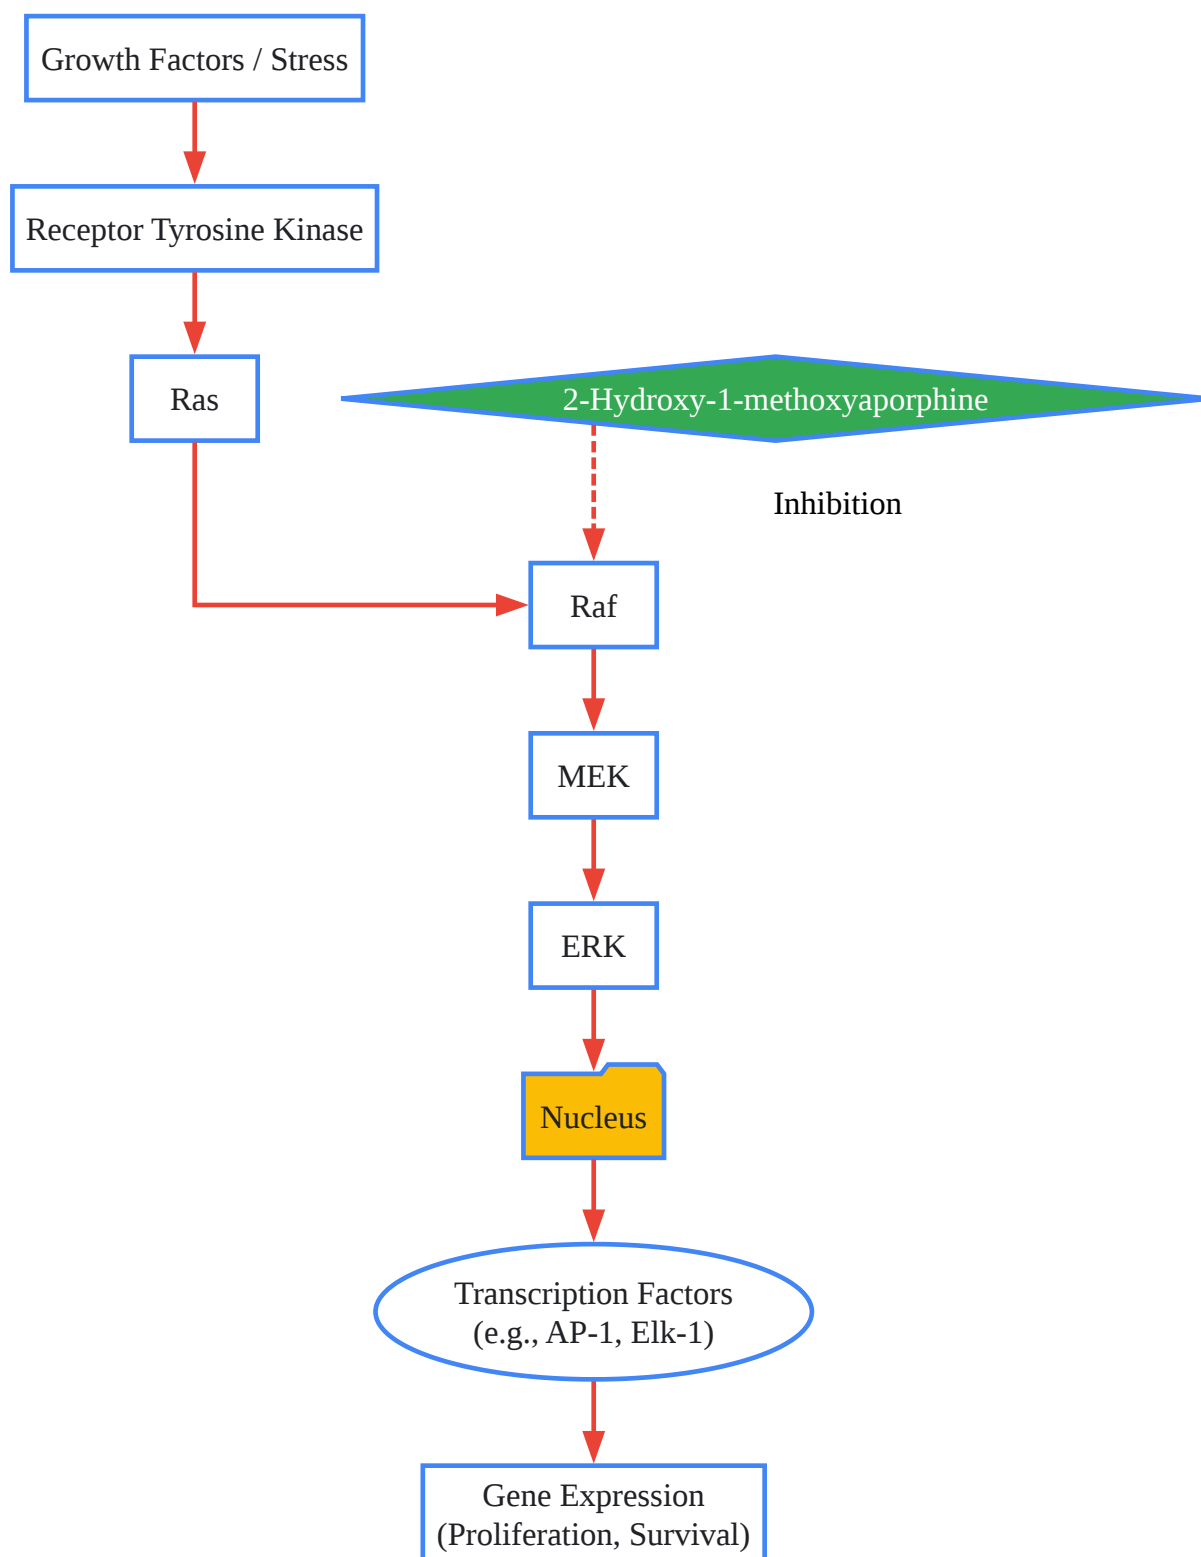 Growth Factors / Stress
Receptor Tyrosine Kinase
Ras
2-Hydroxy-1-methoxyaporphine
Inhibition
Raf
MEK
ERK
Nucleus
Transcription Factors
(e.g., AP-1, Elk-1)
Gene Expression
(Proliferation, Survival)